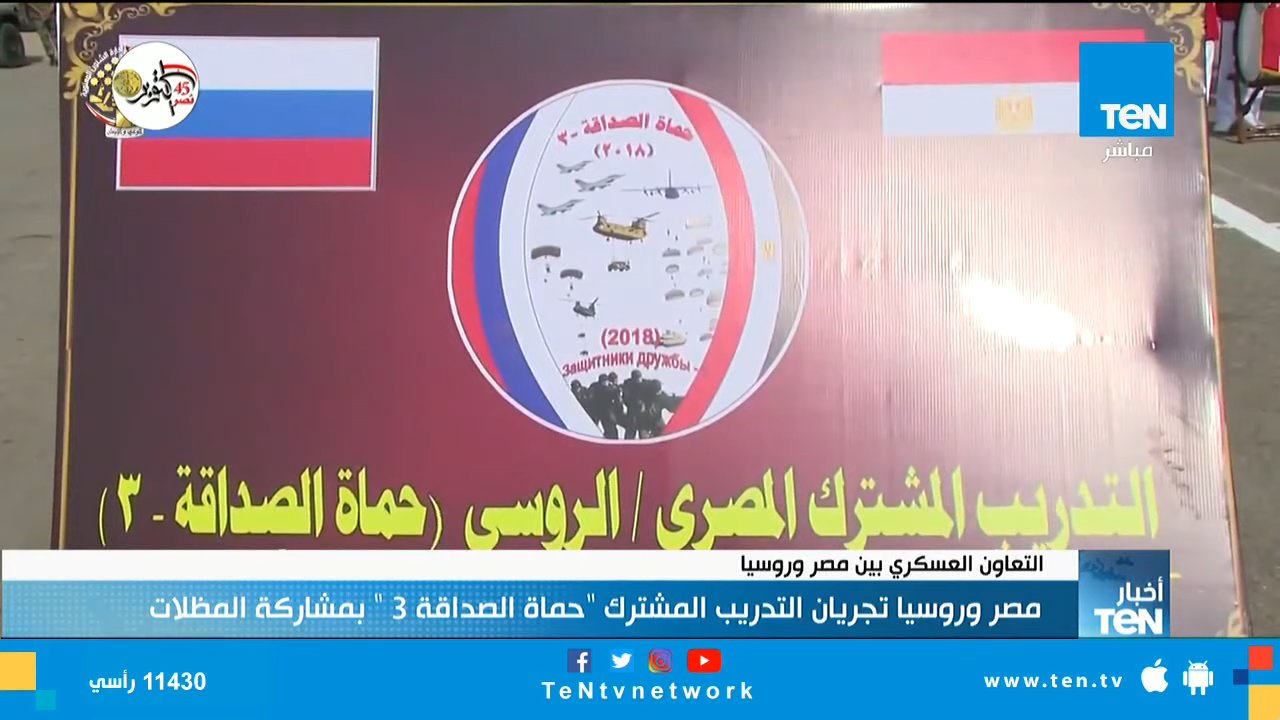 أكتوبر
45
نصر
TEN
مباشر
حماة الصداقة - ٣
(٢٠١٨)
(2018)
Защитники дружбы -
التدريب المشترك المصرى / الروسى (حماة الصداقة - ٣)
التعاون العسكري بين مصر وروسيا
مصر وروسيا تجريان التدريب المشترك "حماة الصداقة 3 " بمشاركة المظلات
أخبار
TEN
11430 رأسي
TeNtvnetwork
www.ten.tv